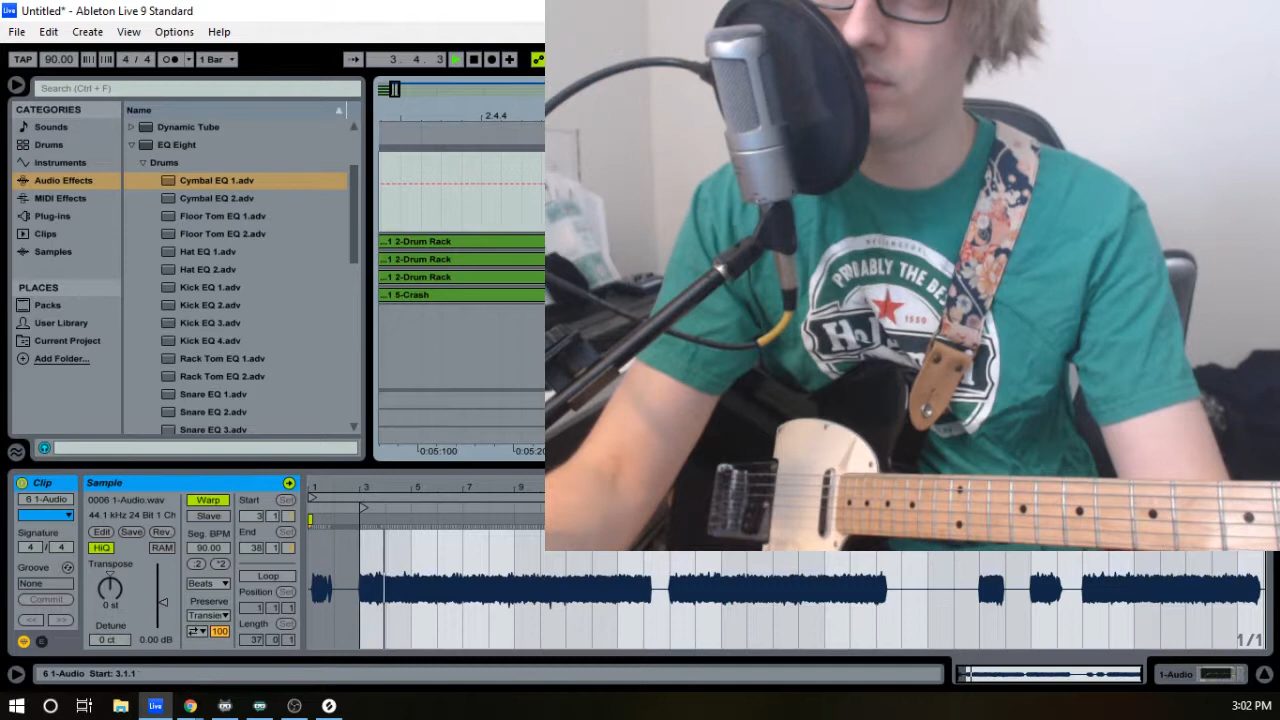 Untitled* - Ableton Live 9 Standard
File Edit Create View Options Help
TAP 90.00 4 / 4 1 Bar 3. 4. 3
Search (Ctrl + F)
CATEGORIES
Sounds
Drums
Instruments
Audio Effects
MIDI Effects
Plug-ins
Clips
Samples
PLACES
Packs
User Library
Current Project
Add Folder...
Name
Dynamic Tube
EQ Eight
Drums
Cymbal EQ 1.adv
Cymbal EQ 2.adv
Floor Tom EQ 1.adv
Floor Tom EQ 2.adv
Hat EQ 1.adv
Hat EQ 2.adv
Kick EQ 1.adv
Kick EQ 2.adv
Kick EQ 3.adv
Kick EQ 4.adv
Rack Tom EQ 1.adv
Rack Tom EQ 2.adv
Snare EQ 1.adv
Snare EQ 2.adv
Snare EQ 3.adv
2.4.4
...1 2-Drum Rack
...1 2-Drum Rack
...1 2-Drum Rack
...1 5-Crash
0:05:100 0:05:20
PROBABLY THE BE
1550
Clip
6 1-Audio
Signature
4 / 4
Groove
None
Commit
<< >>
Sample
0006 1-Audio.wav
44.1 kHz 24 Bit 1 Ch
Edit Save Rev.
HiQ RAM
Transpose
0 st
Detune
0 ct 0.00 dB
Warp
Slave
Seg. BPM
90.00
:2 *2
Beats
Preserve
Transie
100
Start Set
3 1
End Set
38 1
Loop
Position Set
1 1 1
Length Set
37 0 1
1 3 5 7 9
1/1
6 1-Audio Start: 3.1.1
1-Audio
Live
3:02 PM